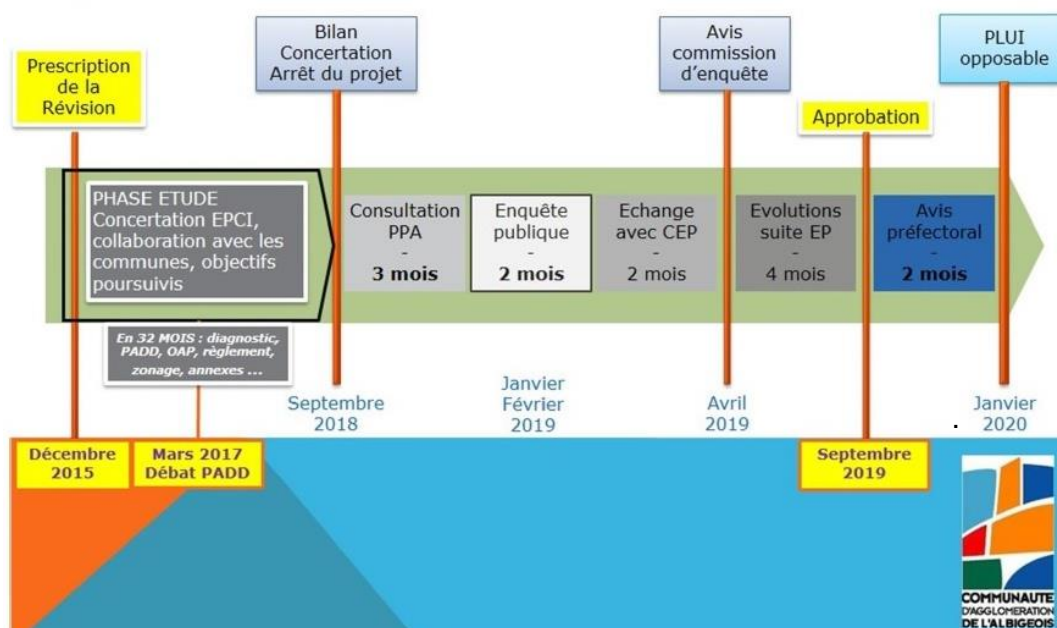 Prescription
de la
Révision
Bilan
Concertation
Arrêt du projet
Avis
commission
d'enquête
Approbation
PLUI
opposable
PHASE ETUDE
Concertation EPCI,
collaboration avec les
communes, objectifs
poursuivis
En 32 MOIS : diagnostic,
PADD, OAP, règlement,
zonage, annexes ...
Consultation
PPA
-
3 mois
Enquête
publique
-
2 mois
Echange
avec CEP
-
2 mois
Evolutions
suite EP
-
4 mois
Avis
préfectoral
-
2 mois
Septembre
2018
Janvier
Février
2019
Avril
2019
Janvier
2020
.
Décembre
2015
Mars 2017
Débat PADD
Septembre
2019
COMMUNAUTÉ
D'AGGLOMÉRATION
DE L'ALBIGEOIS